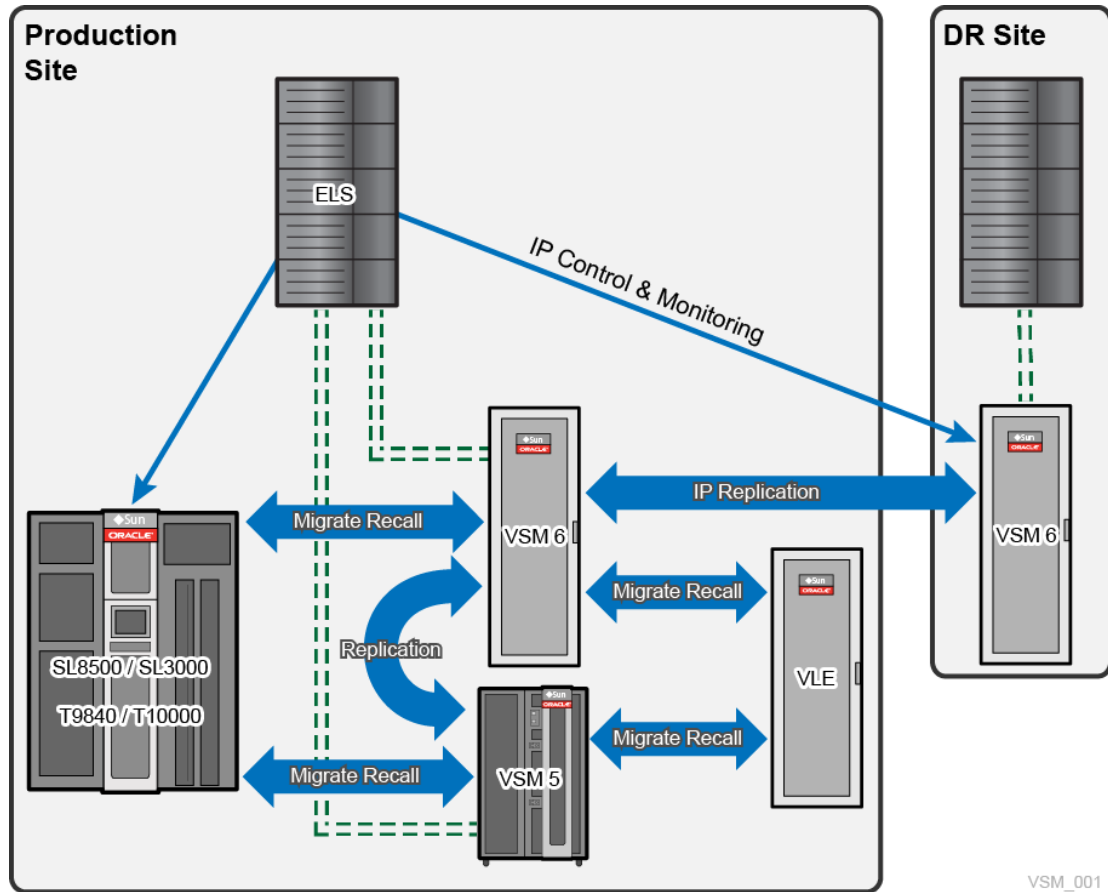 Production
Site
DR Site
ELS
IP Control & Monitoring
Sun
ORACLE
Sun
ORACLE
IP Replication
Migrate Recall
VSM 6
VSM 6
Sun
ORACLE
Migrate Recall
Sun
ORACLE
Replication
SL8500 / SL3000
VLE
T9840 / T10000
Sun
ORACLE
Migrate Recall
Migrate Recall
VSM 5
VSM_001